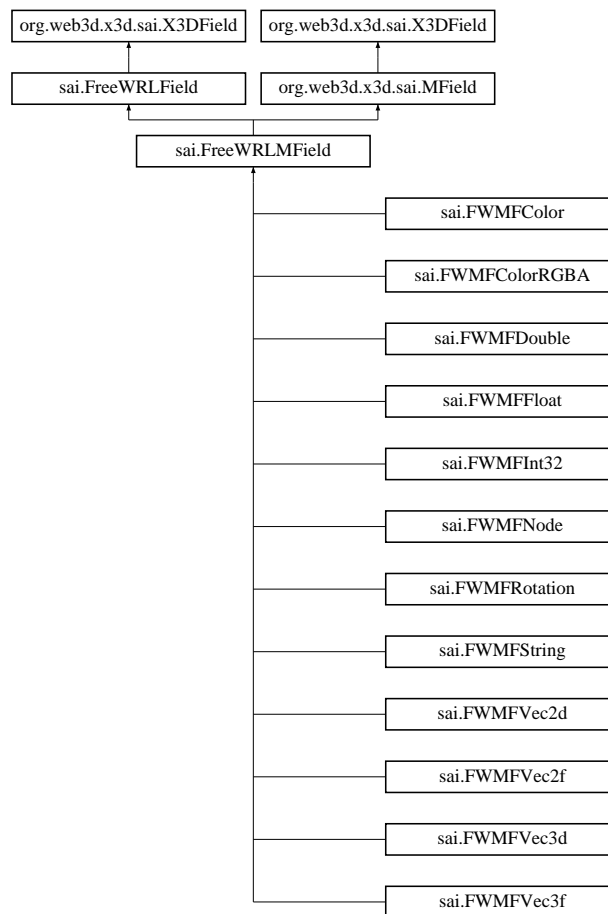 org.web3d.x3d.sai.X3DField
org.web3d.x3d.sai.X3DField
sai.FreeWRLField
org.web3d.x3d.sai.MField
sai.FreeWRLMField
sai.FWMFColor
sai.FWMFColorRGBA
sai.FWMFDouble
sai.FWMFFloat
sai.FWMFInt32
sai.FWMFNode
sai.FWMFRotation
sai.FWMFString
sai.FWMFVec2d
sai.FWMFVec2f
sai.FWMFVec3d
sai.FWMFVec3f